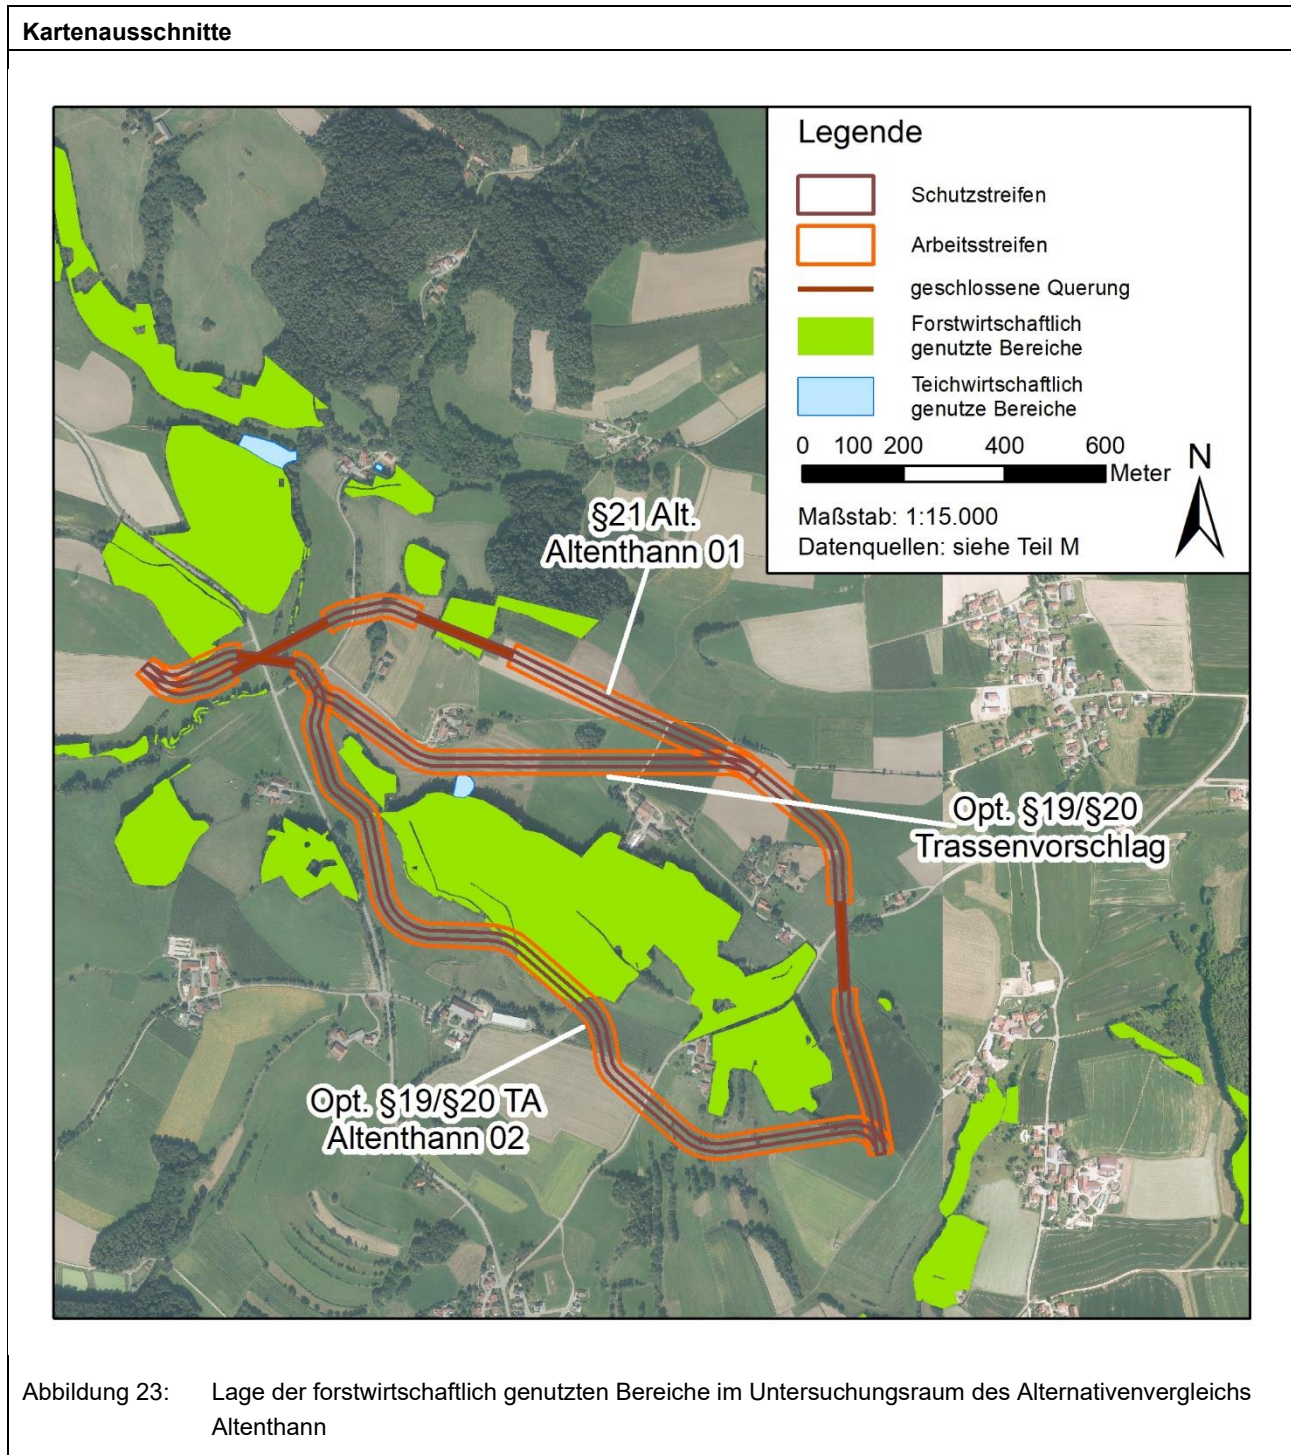 Kartenausschnitte
Legende
Schutzstreifen
Arbeitsstreifen
geschlossene Querung
Forstwirtschaftlich
genutzte Bereiche
Teichwirtschaftlich
genutze Bereiche
0 100 200 400 600
Meter
N
Maßstab: 1:15.000
Datenquellen: siehe Teil M
§21 Alt.
Altenthann 01
Opt. §19/§20
Trassenvorschlag
Opt. §19/§20 TA
Altenthann 02
Abbildung 23: Lage der forstwirtschaftlich genutzten Bereiche im Untersuchungsraum des Alternativenvergleichs
Altenthann